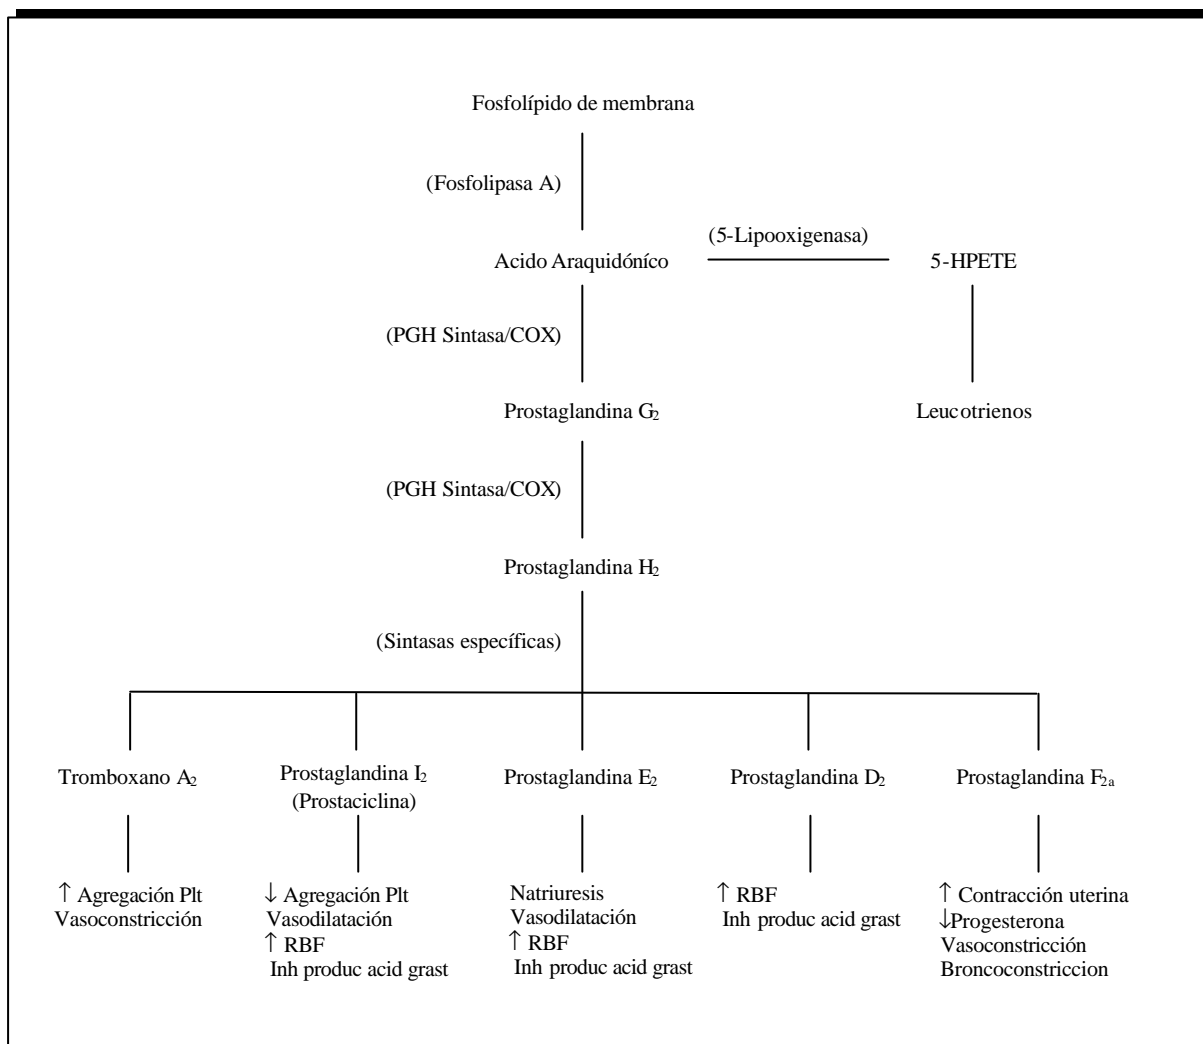 Fosfolípido de membrana
(Fosfolipasa A)
(5-Lipooxigenasa)
Acido Araquidóníco
5-HPETE
(PGH Sintasa/COX)
Prostaglandina G₂
Leucotrienos
(PGH Sintasa/COX)
Prostaglandina H₂
(Sintasas específicas)
Tromboxano A₂
Prostaglandina I₂
(Prostaciclina)
Prostaglandina E₂
Prostaglandina D₂
Prostaglandina F₂ₐ
↑ Agregación Plt
Vasoconstricción
↓ Agregación Plt
Vasodilatación
↑ RBF
Inh produc acid grast
Natriuresis
Vasodilatación
↑ RBF
Inh produc acid grast
↑ RBF
Inh produc acid grast
↑ Contracción uterina
↓Progesterona
Vasoconstricción
Broncoconstriccion